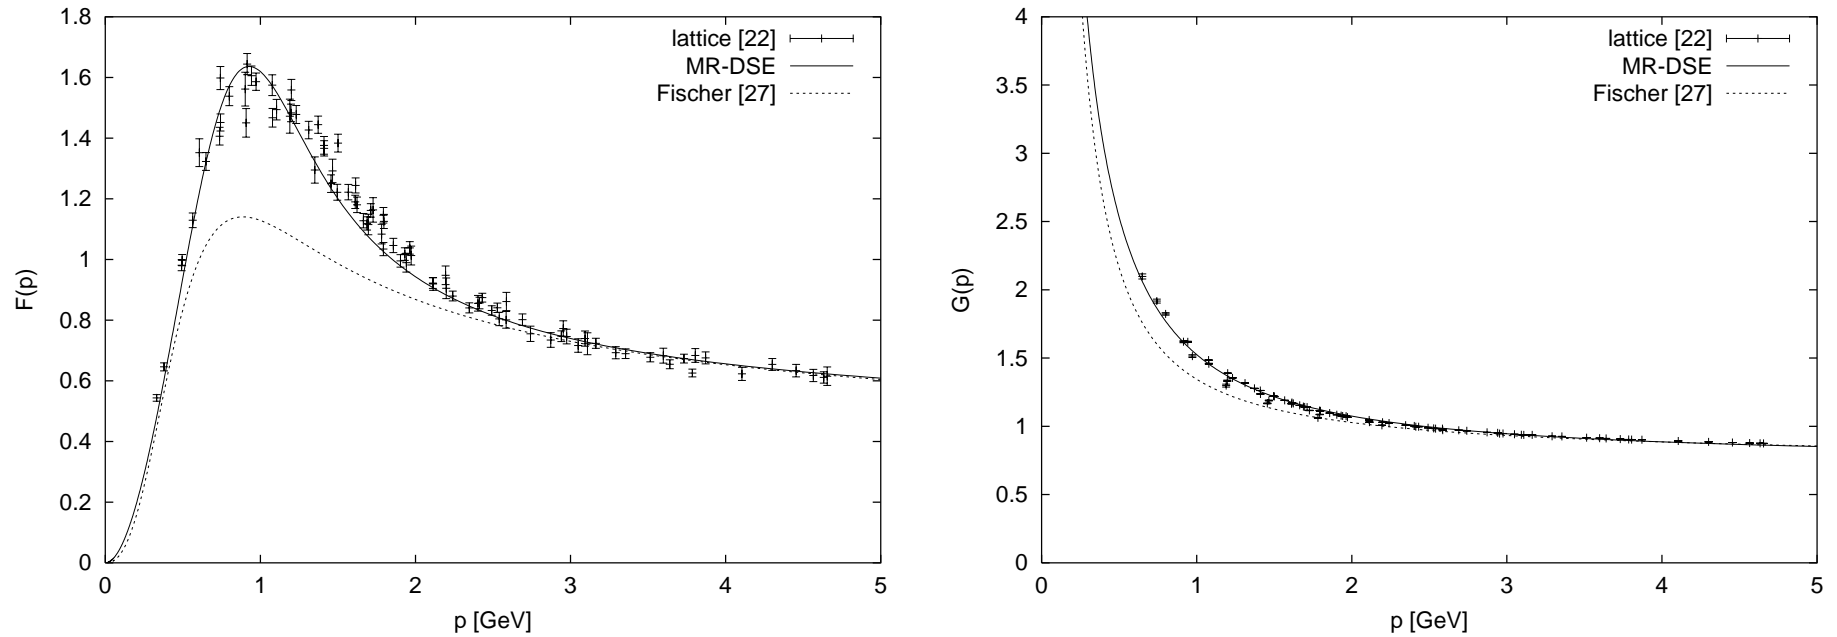 1.8
1.6
1.4
1.2
1
0.8
0.6
0.4
0.2
0
F(p)
0 1 2 3 4 5
p [GeV]
lattice [22]
MR-DSE
Fischer [27]
4
3.5
3
2.5
2
1.5
1
0.5
0
G(p)
0 1 2 3 4 5
p [GeV]
lattice [22]
MR-DSE
Fischer [27]